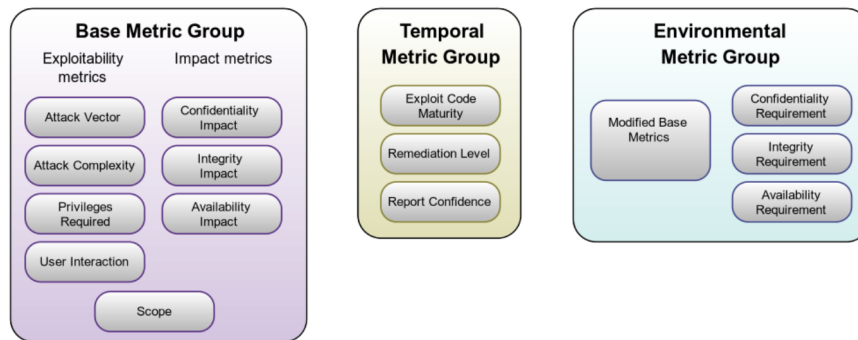 Base Metric Group
Exploitability
metrics
Impact metrics
Attack Vector
Attack Complexity
Privileges
Required
User Interaction
Confidentiality
Impact
Integrity
Impact
Availability
Impact
Scope
Temporal
Metric Group
Exploit Code
Maturity
Remediation Level
Report Confidence
Environmental
Metric Group
Modified Base
Metrics
Confidentiality
Requirement
Integrity
Requirement
Availability
Requirement